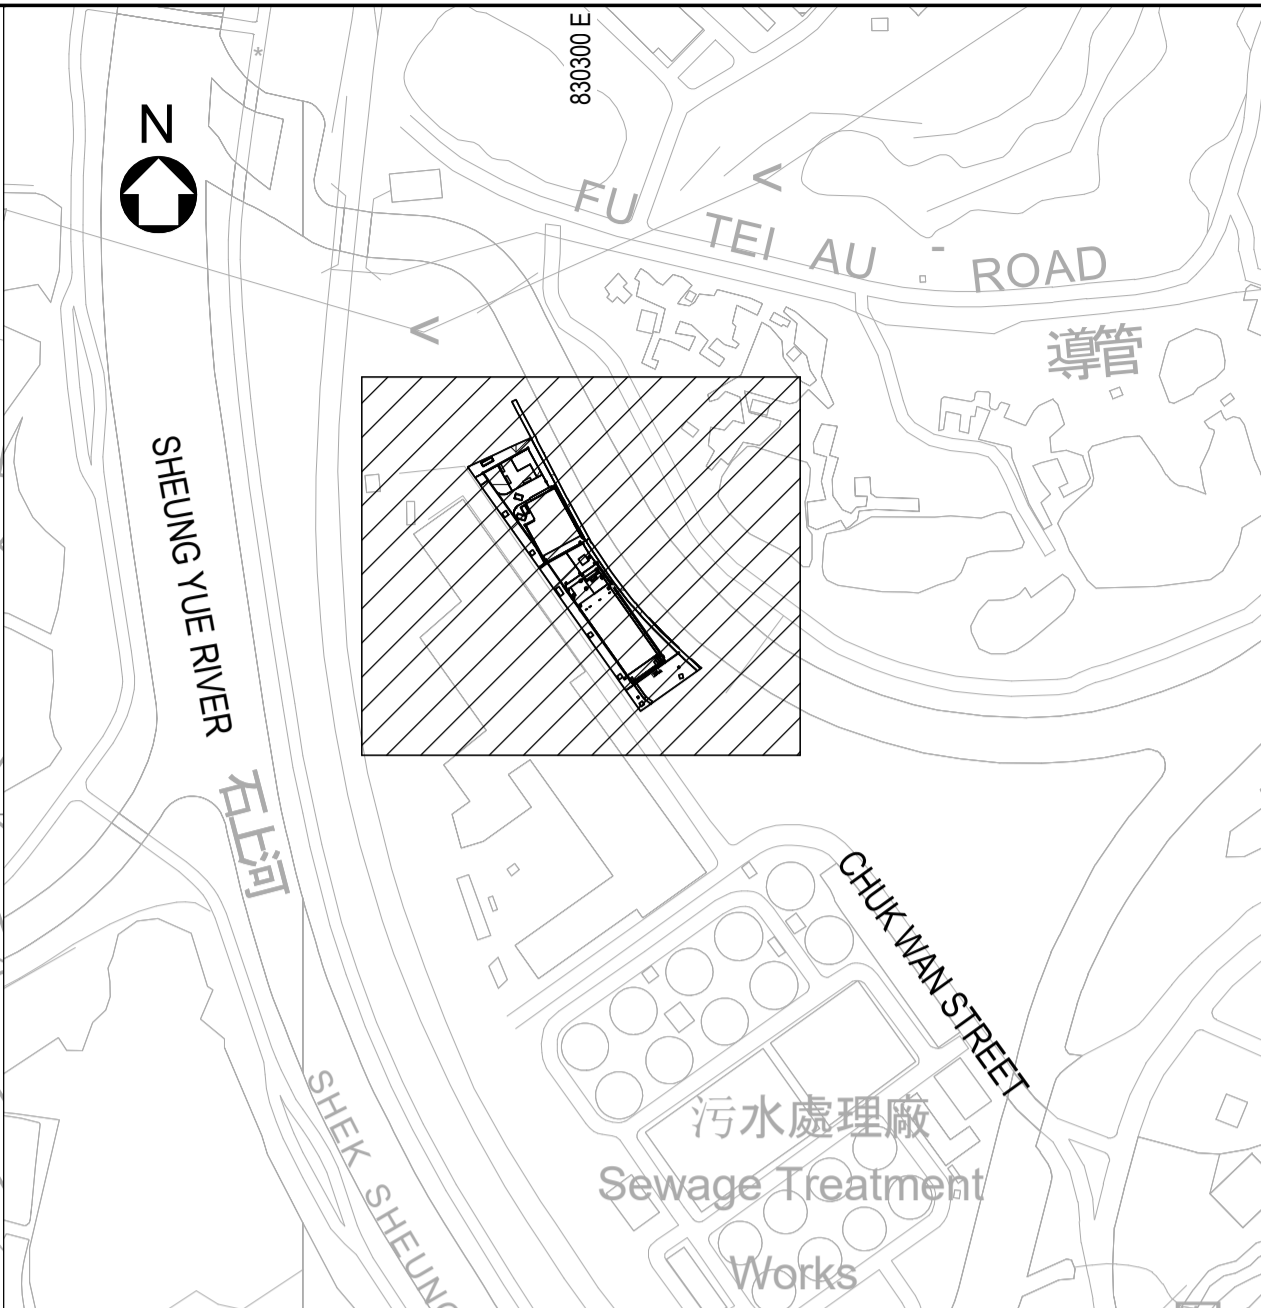 830300 E
N
FU TEI AU ROAD
導管
SHEUNG YUE RIVER
石上河
CHUK WAN STREET
SHEK SHEUNG
污水處理廠
Sewage Treatment
Works